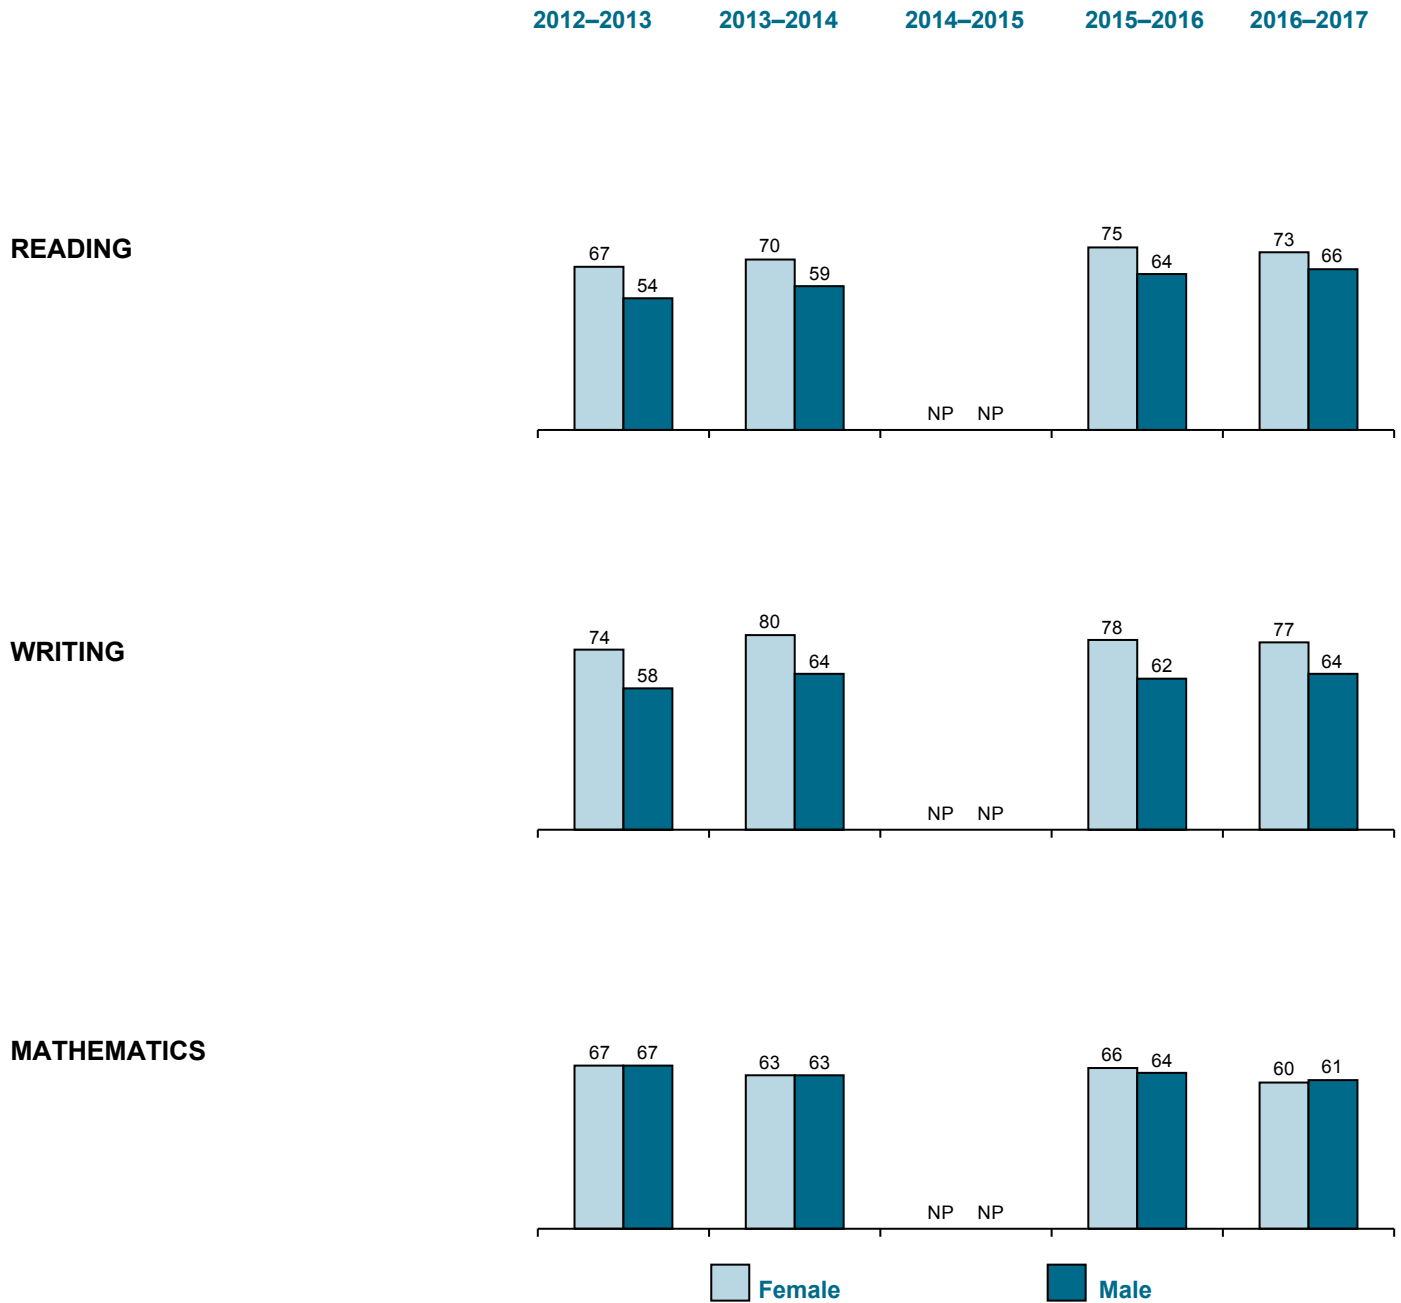 2012–2013 2013–2014 2014–2015 2015–2016 2016–2017
READING
67 54 70 59 NP NP 75 64 73 66
WRITING
74 58 80 64 NP NP 78 62 77 64
MATHEMATICS
67 67 63 63 NP NP 66 64 60 61
Female Male